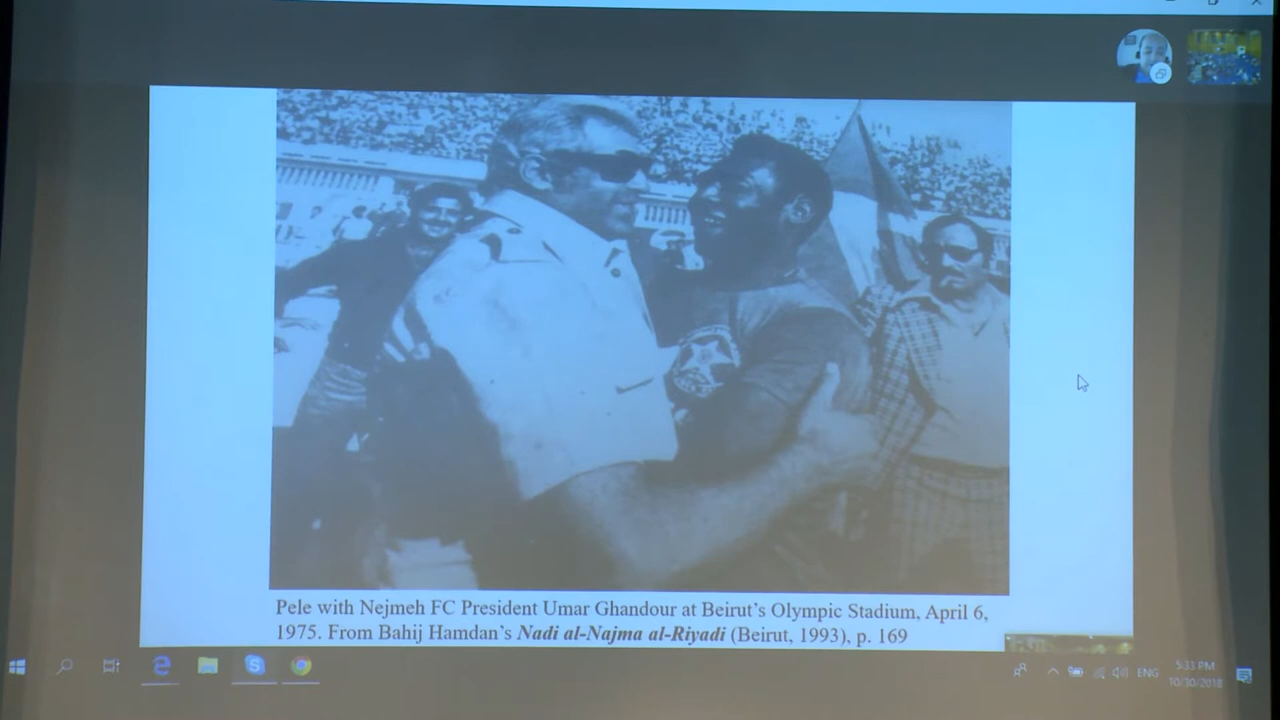 Pele with Nejmeh FC President Umar Ghandour at Beirut's Olympic Stadium, April 6,
1975. From Bahij Hamdan's Nadi al-Najma al-Riyadi (Beirut, 1993), p. 169
ENG
5:33 PM
10/30/2018